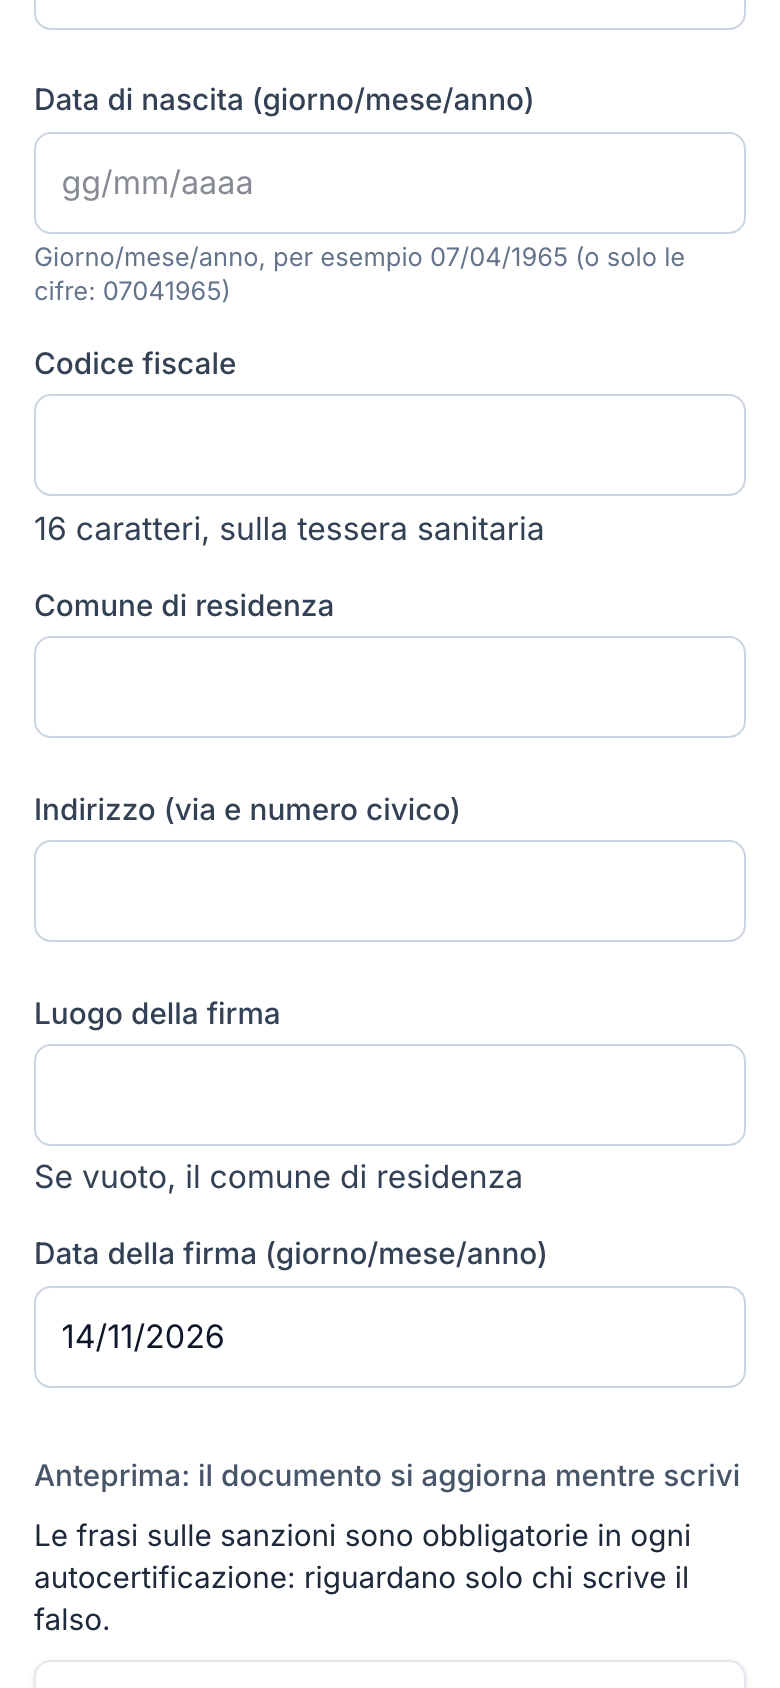 Data di nascita (giorno/mese/anno)
gg/mm/aaaa
Giorno/mese/anno, per esempio 07/04/1965 (o solo le
cifre: 07041965)
Codice fiscale
16 caratteri, sulla tessera sanitaria
Comune di residenza
Indirizzo (via e numero civico)
Luogo della firma
Se vuoto, il comune di residenza
Data della firma (giorno/mese/anno)
14/11/2026
Anteprima: il documento si aggiorna mentre scrivi
Le frasi sulle sanzioni sono obbligatorie in ogni
autocertificazione: riguardano solo chi scrive il
falso.